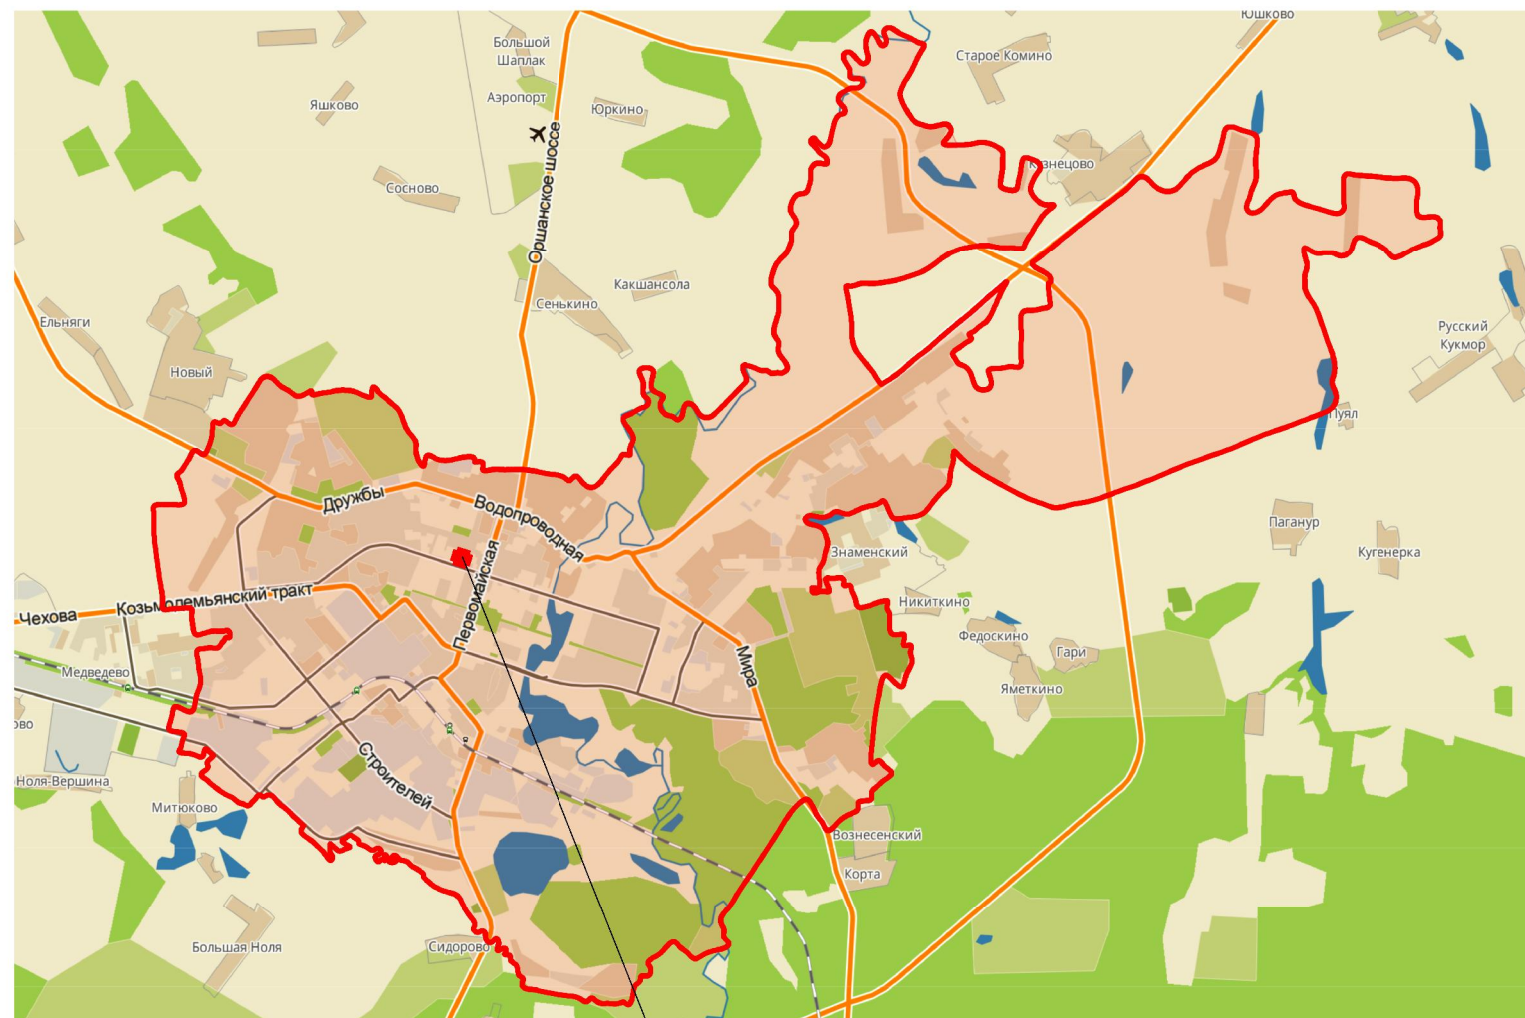 Юшково
Большой
Шаплак
Старое Комино
Аэропорт
Яшково
Юркино
Оршанское шоссе
Сосново
Кузнецово
Какшансола
Сенькино
Ельняги
Русский
Кукмор
Новый
Пуял
Дружбы
Водопроводная
Паганур
Кугенерка
Знаменский
Первомайская
Чехова
Козьмодемьянский тракт
Никиткино
Федоскино
Гари
Медведево
Мира
Яметкино
ово
Строителей
Ноля-Вершина
Митюково
Вознесенский
Корта
Большая Ноля
Сидорово